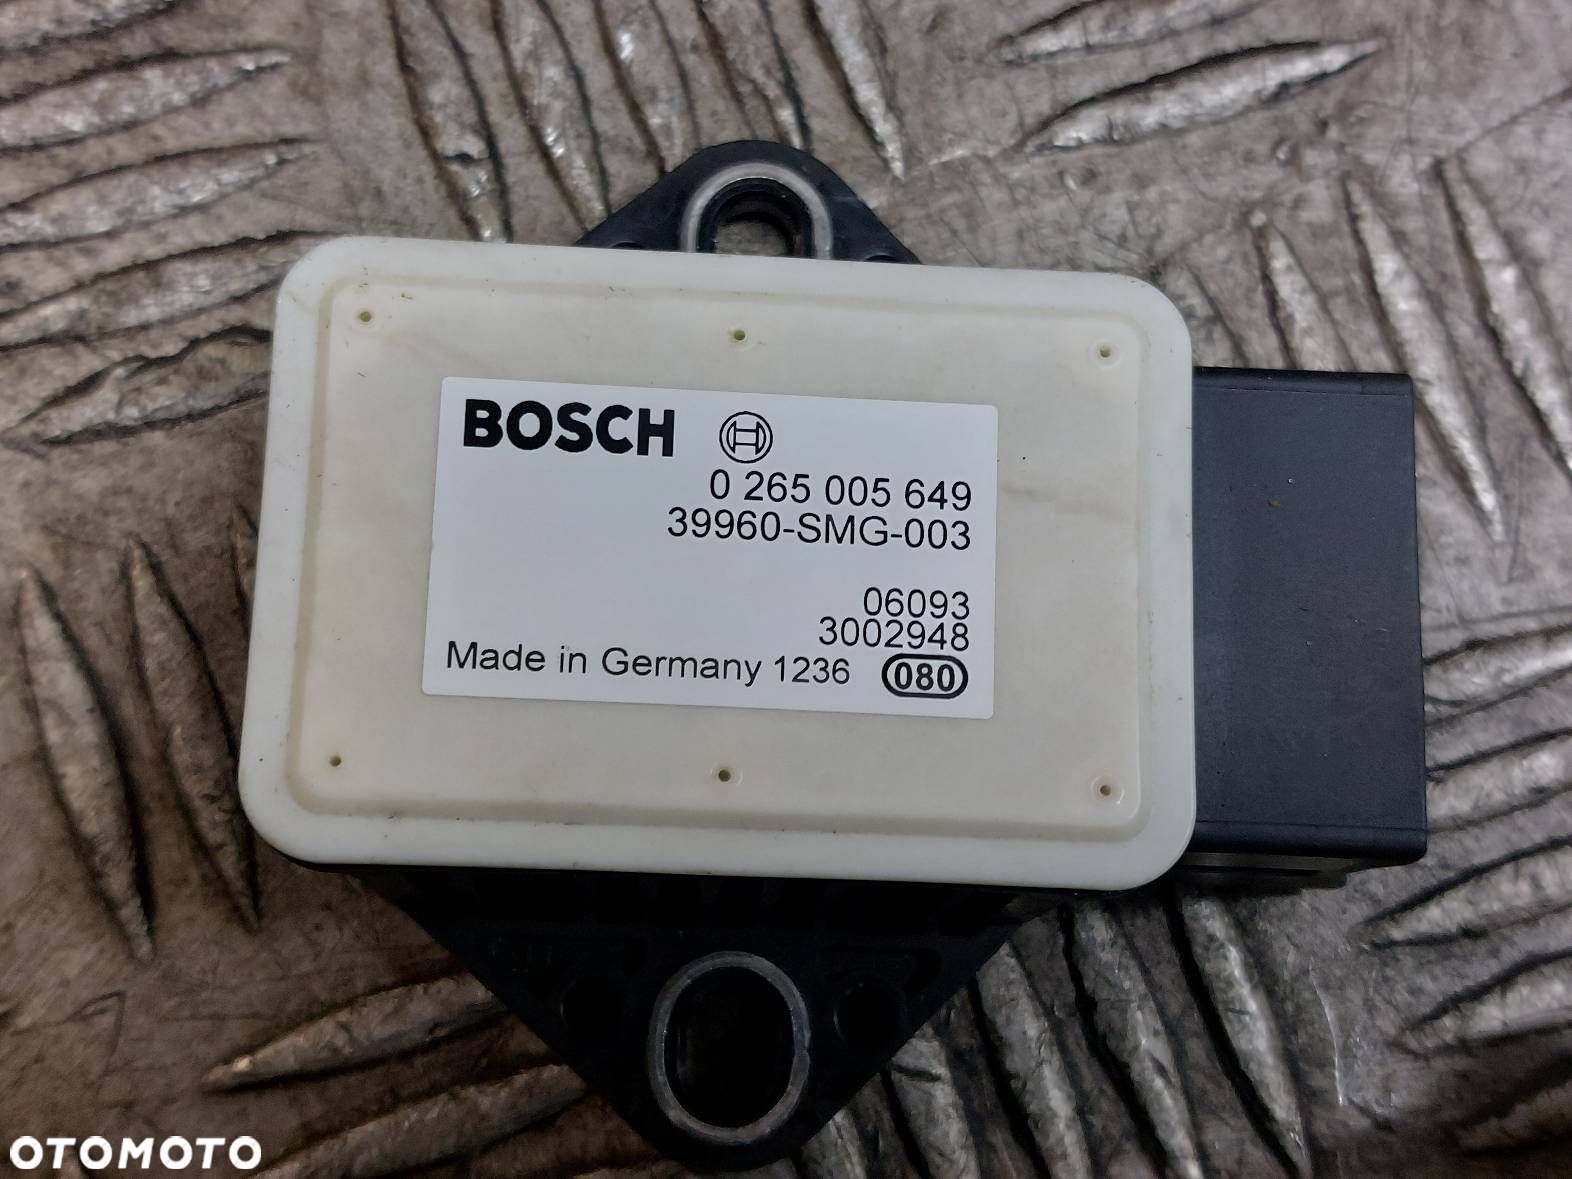 BOSCH
0 265 005 649
39960-SMG-003
06093
3002948
Made in Germany 1236 080
OTOMOTO